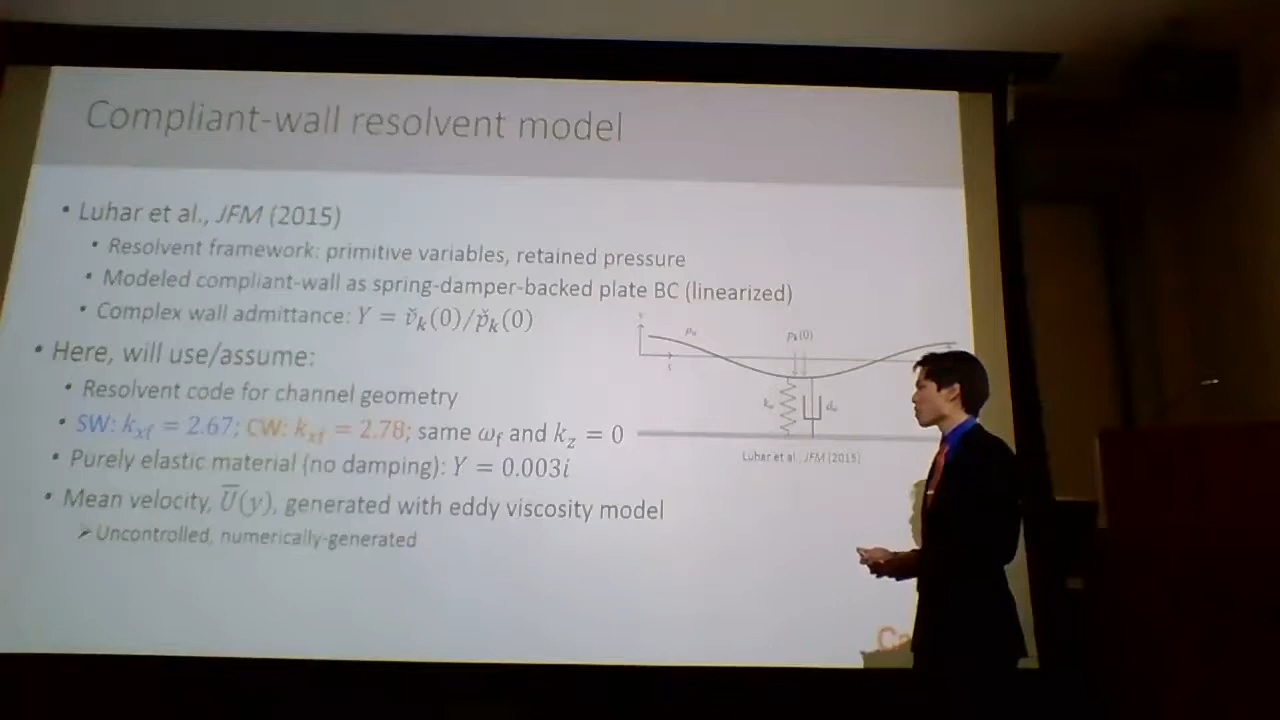 Compliant-wall resolvent model
• Luhar et al., JFM (2015)
• Resolvent framework: primitive variables, retained pressure
• Modeled compliant-wall as spring-damper-backed plate BC (linearized)
• Complex wall admittance: Y = v̌ₖ(0)/p̌ₖ(0)
pₖ(0)
• Here, will use/assume:
• Resolvent code for channel geometry
• SW: kₓf = 2.67; CW: kₓf = 2.78; same ωf and k_z = 0
Luhar et al., JFM (2015)
• Purely elastic material (no damping): Y = 0.003i
• Mean velocity, U̅(y), generated with eddy viscosity model
➢ Uncontrolled, numerically-generated